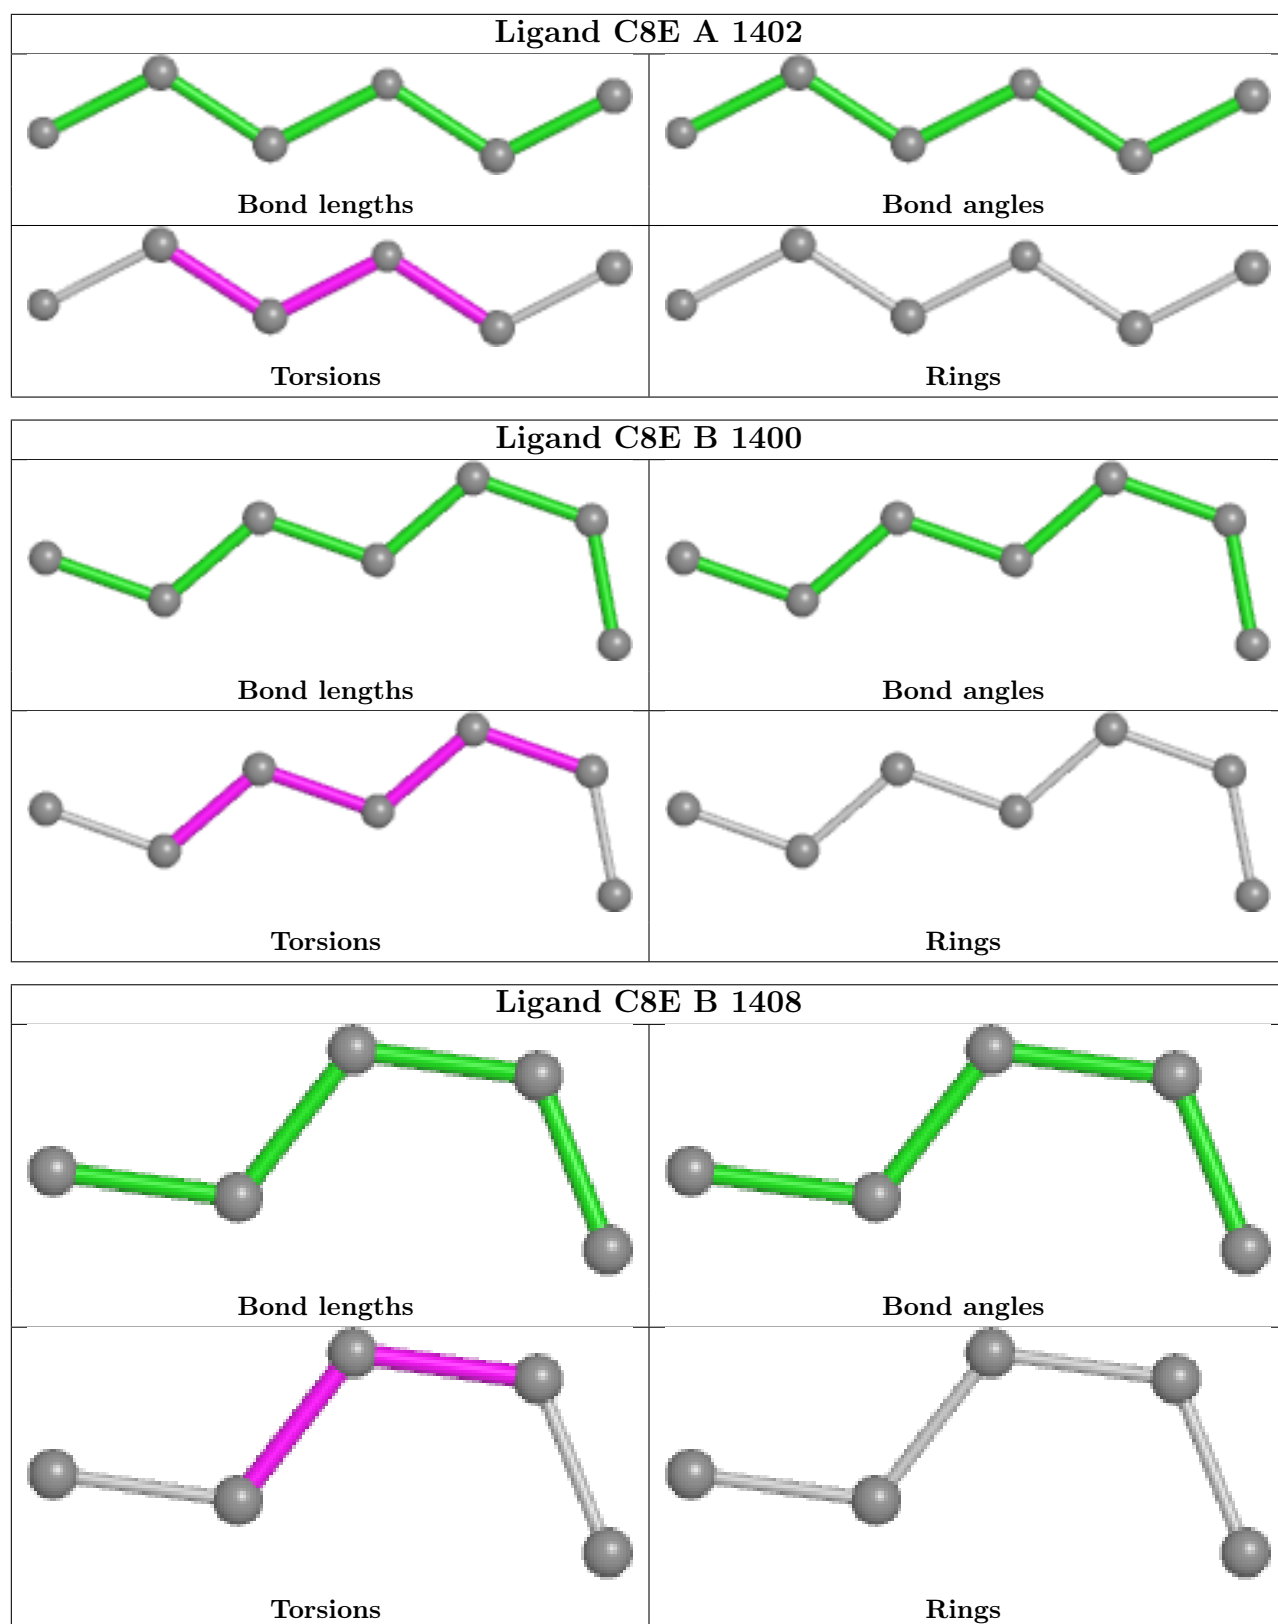 Ligand C8E A 1402
Bond lengths
Bond angles
Torsions
Rings
Ligand C8E B 1400
Bond lengths
Bond angles
Torsions
Rings
Ligand C8E B 1408
Bond lengths
Bond angles
Torsions
Rings